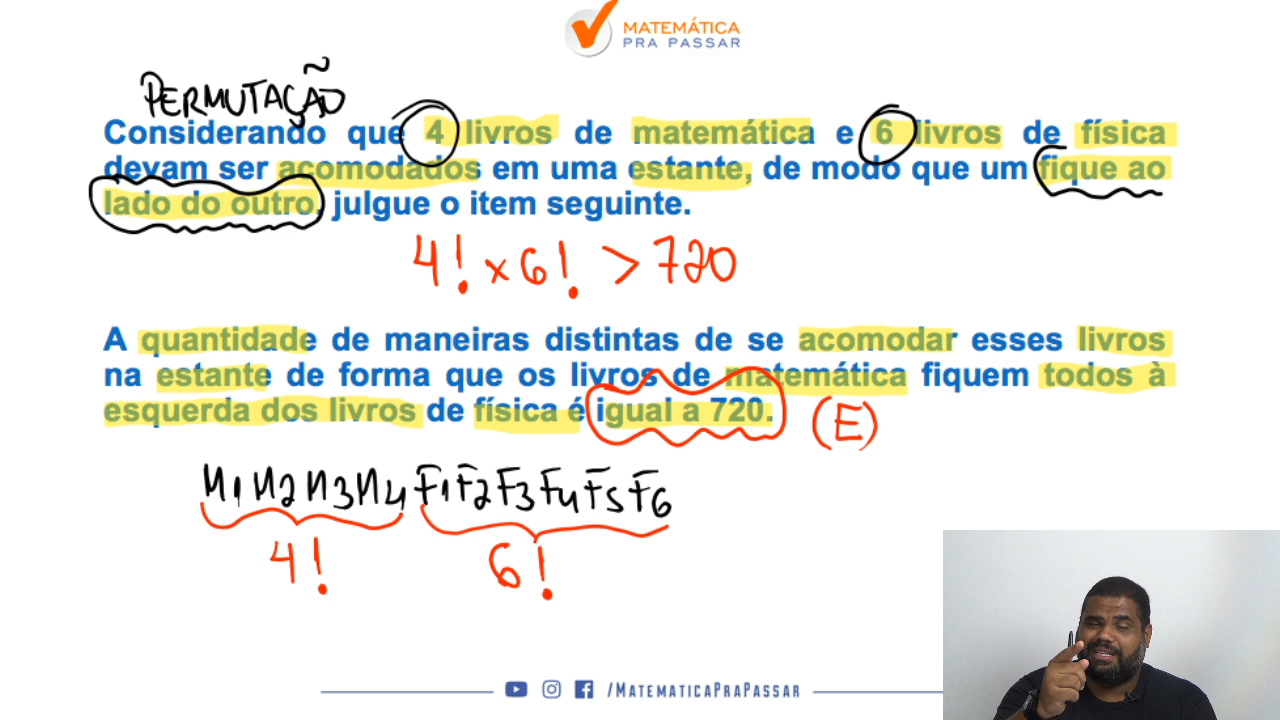 MATEMÁTICA
PRA PASSAR
PERMUTAÇÃO
Considerando que 4 livros de matemática e 6 livros de física
devam ser acomodados em uma estante, de modo que um fique ao
lado do outro, julgue o item seguinte.
4! × 6! > 720
A quantidade de maneiras distintas de se acomodar esses livros
na estante de forma que os livros de matemática fiquem todos à
esquerda dos livros de física é igual a 720.
(E)
M1 M2 M3 M4 F1 F2 F3 F4 F5 F6
4! 6!
/MATEMATICAPRAPASSAR